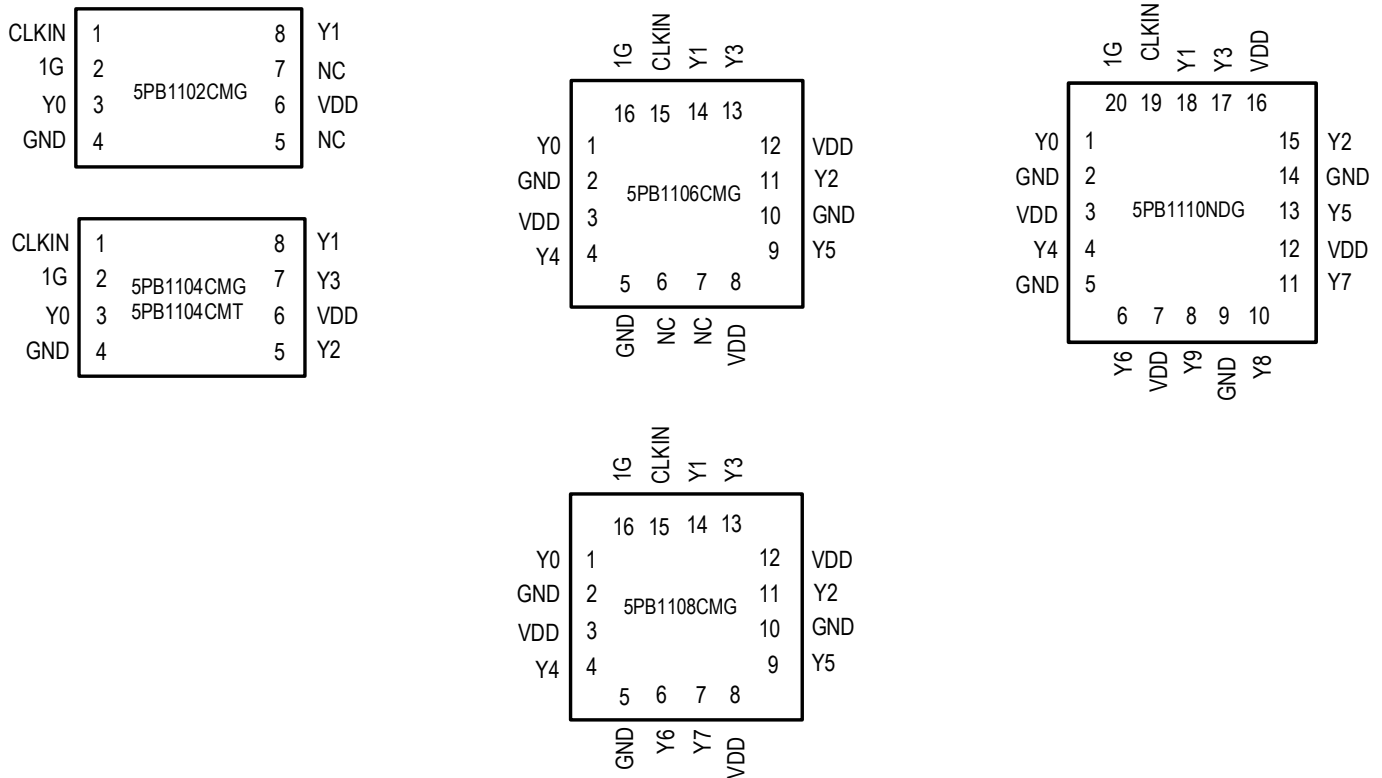 CLKIN 1 8 Y1
1G 2 7 NC
5PB1102CMG
Y0 3 6 VDD
GND 4 5 NC
CLKIN 1 8 Y1
1G 2 7 Y3
5PB1104CMG
5PB1104CMT
Y0 3 6 VDD
GND 4 5 Y2
1G CLKIN Y1 Y3
16 15 14 13
Y0 1 12 VDD
GND 2 11 Y2
5PB1106CMG
VDD 3 10 GND
Y4 4 9 Y5
5 6 7 8
GND NC NC VDD
1G CLKIN Y1 Y3 VDD
20 19 18 17 16
Y0 1 15 Y2
GND 2 14 GND
VDD 3 5PB1110NDG 13 Y5
Y4 4 12 VDD
GND 5 11 Y7
6 7 8 9 10
Y6 VDD Y9 GND Y8
1G CLKIN Y1 Y3
16 15 14 13
Y0 1 12 VDD
GND 2 11 Y2
5PB1108CMG
VDD 3 10 GND
Y4 4 9 Y5
5 6 7 8
GND Y6 Y7 VDD